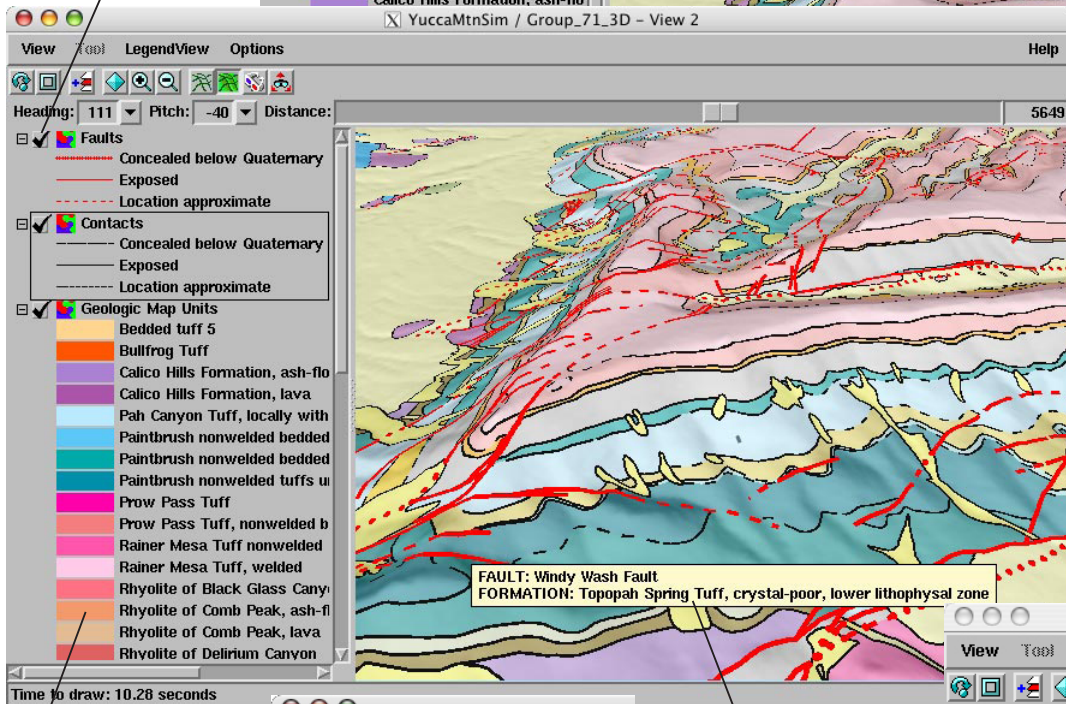 Calico Hills Formation, ash-flo
YuccaMtnSim / Group_71_3D - View 2
View Tool LegendView Options Help
Heading: 111 Pitch: -40 Distance: 5649
Faults
Concealed below Quaternary
Exposed
Location approximate
Contacts
Concealed below Quaternary
Exposed
Location approximate
Geologic Map Units
Bedded tuff 5
Bullfrog Tuff
Calico Hills Formation, ash-flo
Calico Hills Formation, lava
Pah Canyon Tuff, locally with
Paintbrush nonwelded bedded
Paintbrush nonwelded bedded
Paintbrush nonwelded tuffs u
Prow Pass Tuff
Prow Pass Tuff, nonwelded b
Rainer Mesa Tuff nonwelded
Rainer Mesa Tuff, welded
Rhyolite of Black Glass Cany
Rhyolite of Comb Peak, ash-fl
Rhyolite of Comb Peak, lava
Rhyolite of Delirium Canyon
FAULT: Windy Wash Fault
FORMATION: Topopah Spring Tuff, crystal-poor, lower lithophysal zone
View Tool
Time to draw: 10.28 seconds